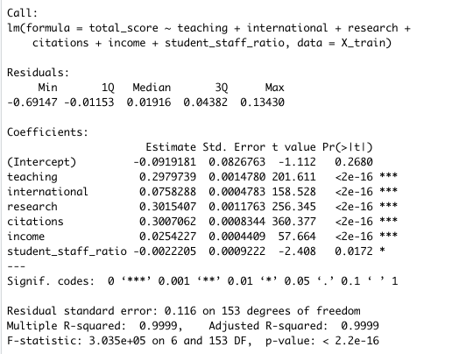 Call:
lm(formula = total_score ~ teaching + international + research +
    citations + income + student_staff_ratio, data = X_train)
Residuals:
     Min       1Q   Median       3Q      Max
-0.69147 -0.01153  0.01916  0.04382  0.13430
Coefficients:
                      Estimate Std. Error t value Pr(>|t|)
(Intercept)         -0.0919181  0.0826763  -1.112   0.2680
teaching             0.2979739  0.0014780 201.611   <2e-16 ***
international        0.0758288  0.0004783 158.528   <2e-16 ***
research             0.3015407  0.0011763 256.345   <2e-16 ***
citations            0.3007062  0.0008344 360.377   <2e-16 ***
income               0.0254227  0.0004409  57.664   <2e-16 ***
student_staff_ratio -0.0022205  0.0009222  -2.408   0.0172 *
---
Signif. codes:  0 ‘***’ 0.001 ‘**’ 0.01 ‘*’ 0.05 ‘.’ 0.1 ‘ ’ 1
Residual standard error: 0.116 on 153 degrees of freedom
Multiple R-squared:  0.9999,    Adjusted R-squared:  0.9999
F-statistic: 3.035e+05 on 6 and 153 DF,  p-value: < 2.2e-16